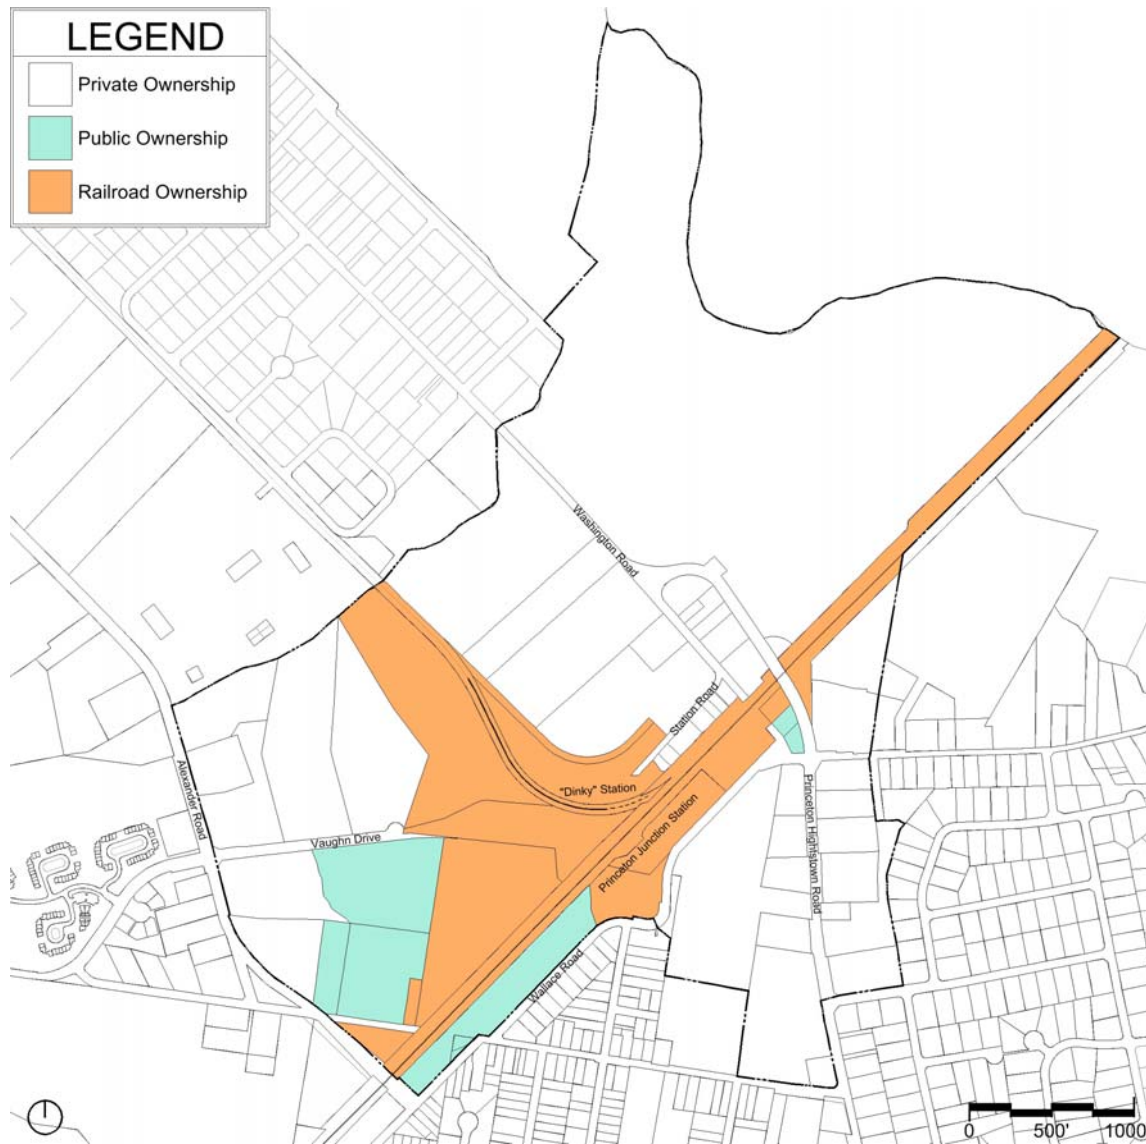 LEGEND
Private Ownership
Public Ownership
Railroad Ownership
Washington Road
Station Road
"Dinky" Station
Alexander Road
Vaughn Drive
Princeton Junction Station
Princeton Hightstown Road
Wallace Road
0 500' 1000